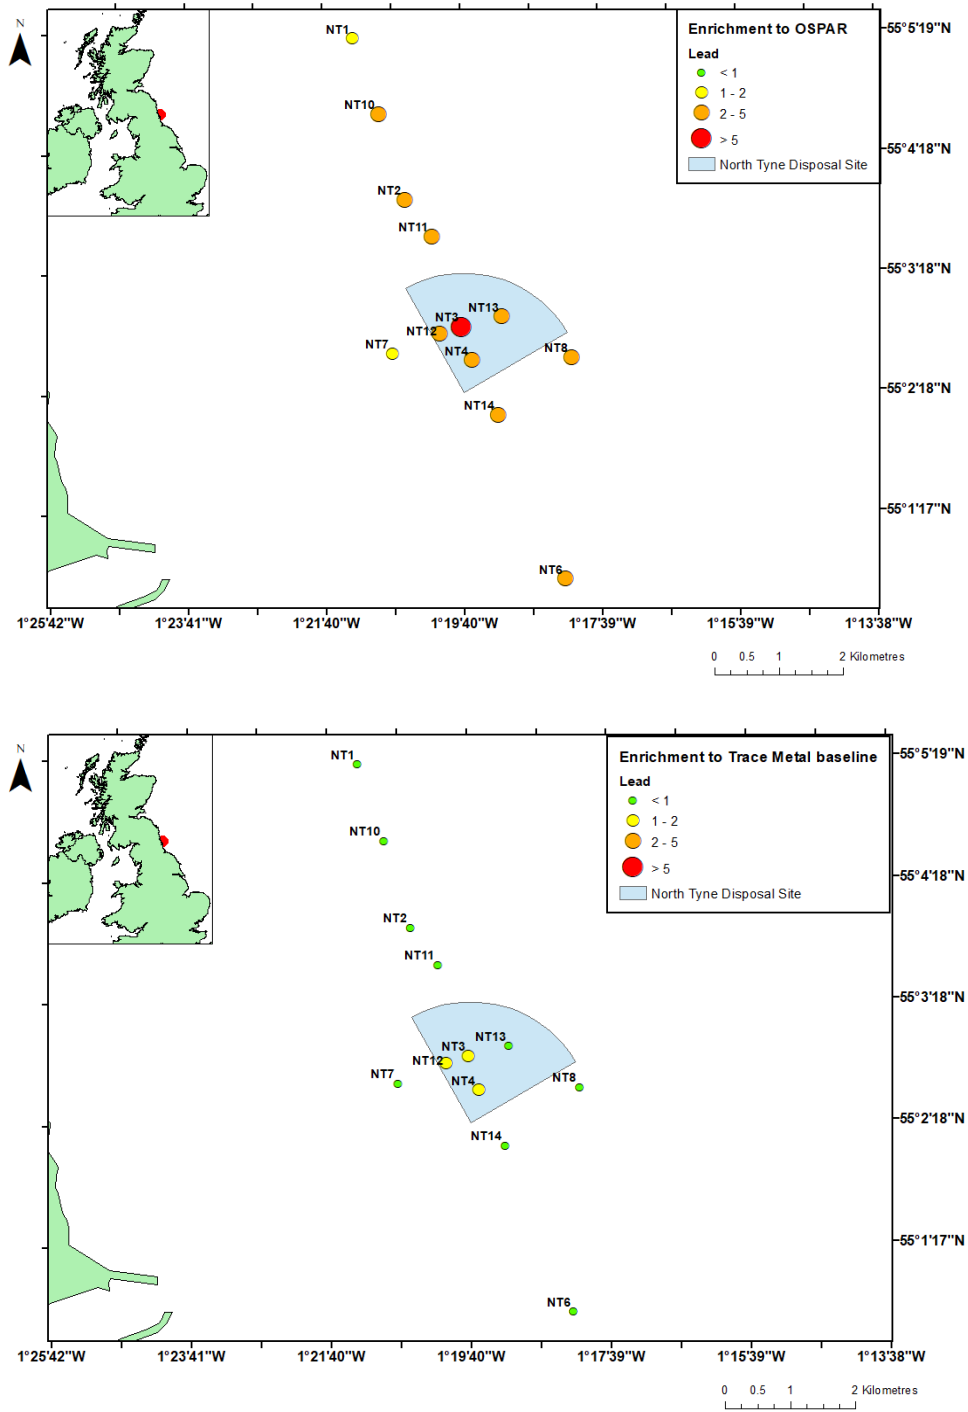 N
Enrichment to OSPAR
Lead
< 1
1 - 2
2 - 5
> 5
North Tyne Disposal Site
NT1
NT10
NT2
NT11
NT13
NT3
NT12
NT7
NT4
NT8
NT14
NT6
55°5'19"N
55°4'18"N
55°3'18"N
55°2'18"N
55°1'17"N
1°25'42"W 1°23'41"W 1°21'40"W 1°19'40"W 1°17'39"W 1°15'39"W 1°13'38"W
0 0.5 1 2 Kilometres
N
Enrichment to Trace Metal baseline
Lead
< 1
1 - 2
2 - 5
> 5
North Tyne Disposal Site
NT1
NT10
NT2
NT11
NT13
NT3
NT12
NT7
NT4
NT8
NT14
NT6
55°5'19"N
55°4'18"N
55°3'18"N
55°2'18"N
55°1'17"N
1°25'42"W 1°23'41"W 1°21'40"W 1°19'40"W 1°17'39"W 1°15'39"W 1°13'38"W
0 0.5 1 2 Kilometres